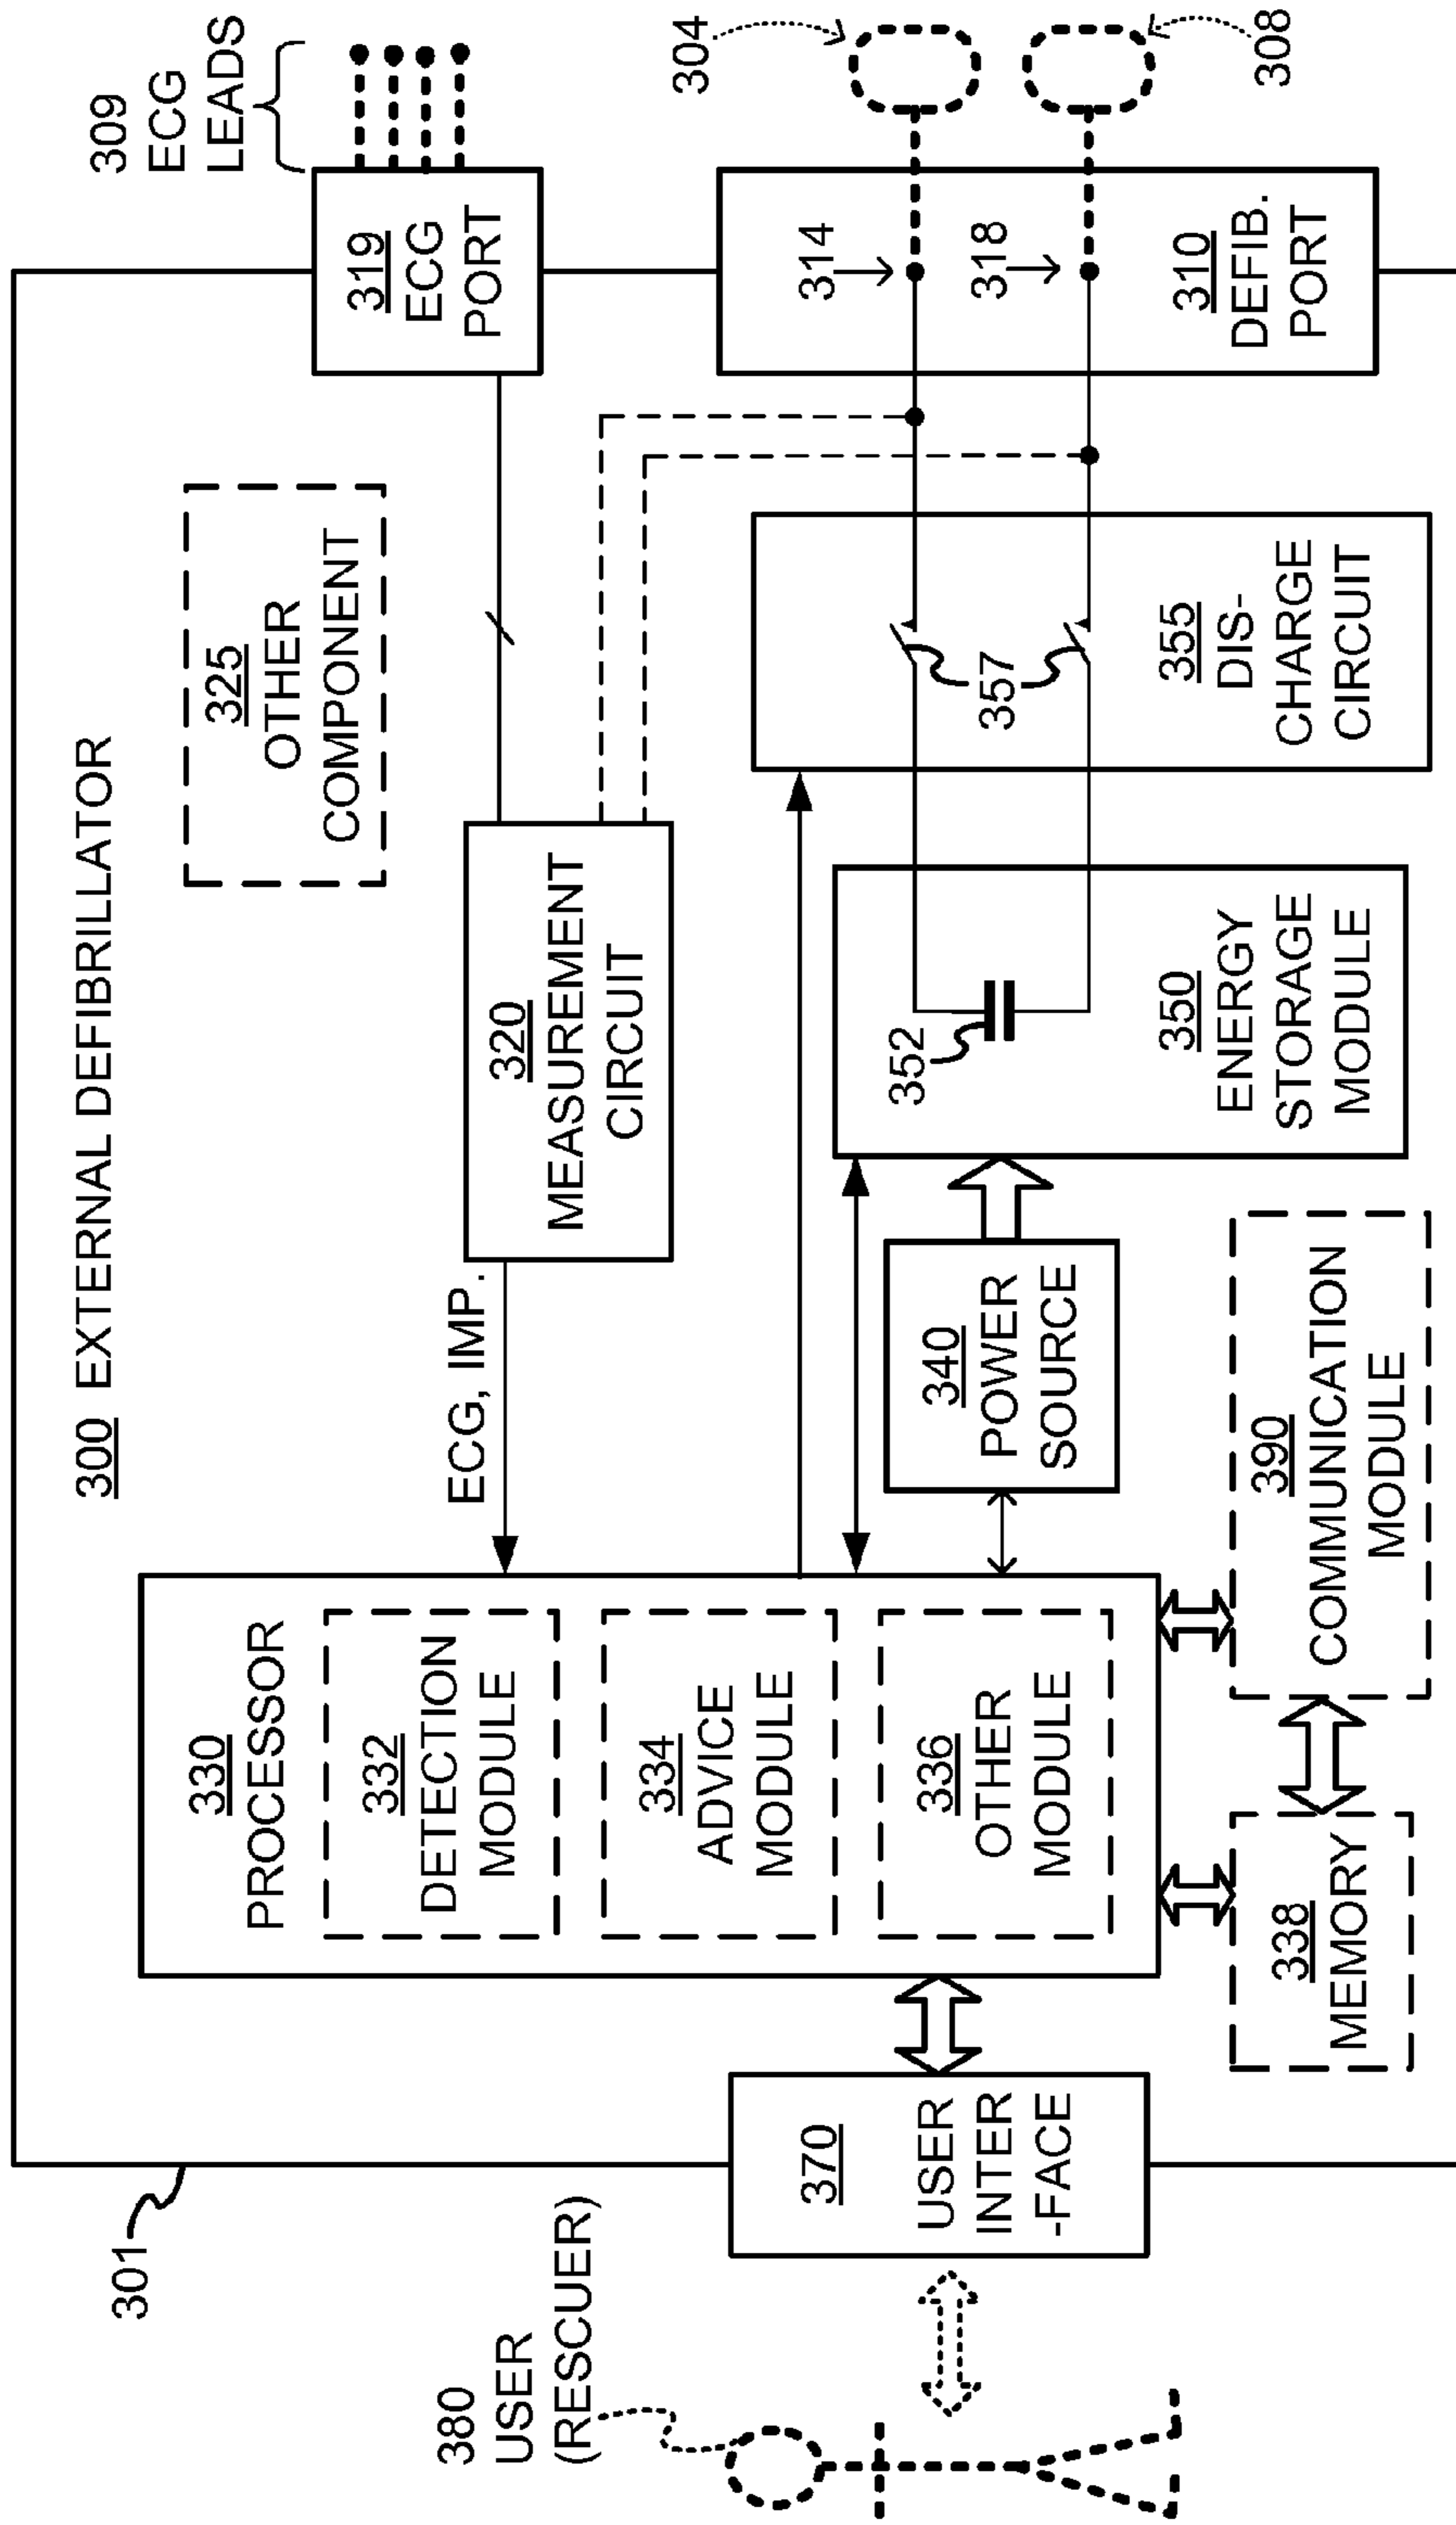 300 EXTERNAL DEFIBRILLATOR
301
380
USER
(RESCUER)
370
USER
INTER
-FACE
330
PROCESSOR
332
DETECTION
MODULE
334
ADVICE
MODULE
336
OTHER
MODULE
338
MEMORY
390
COMMUNICATION
MODULE
ECG, IMP.
340
POWER
SOURCE
320
MEASUREMENT
CIRCUIT
325
OTHER
COMPONENT
352
350
ENERGY
STORAGE
MODULE
357
355
DIS-
CHARGE
CIRCUIT
309
ECG
LEADS
319
ECG
PORT
314
318
310
DEFIB.
PORT
304
308